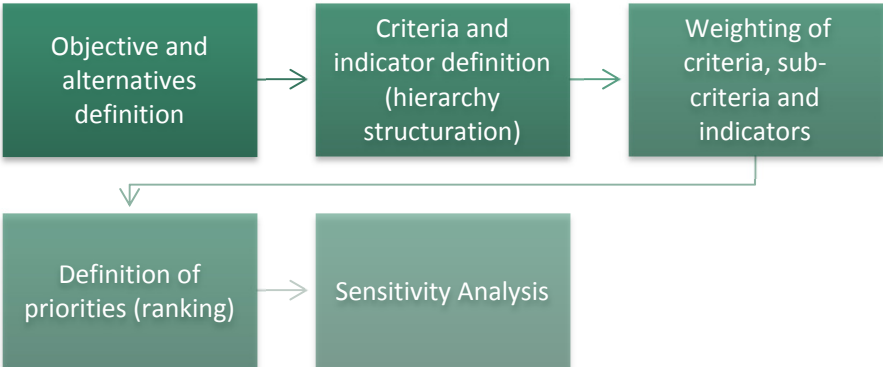 Objective and
alternatives
definition
Criteria and
indicator definition
(hierarchy
structuration)
Weighting of
criteria, sub-
criteria and
indicators
Definition of
priorities (ranking)
Sensitivity Analysis